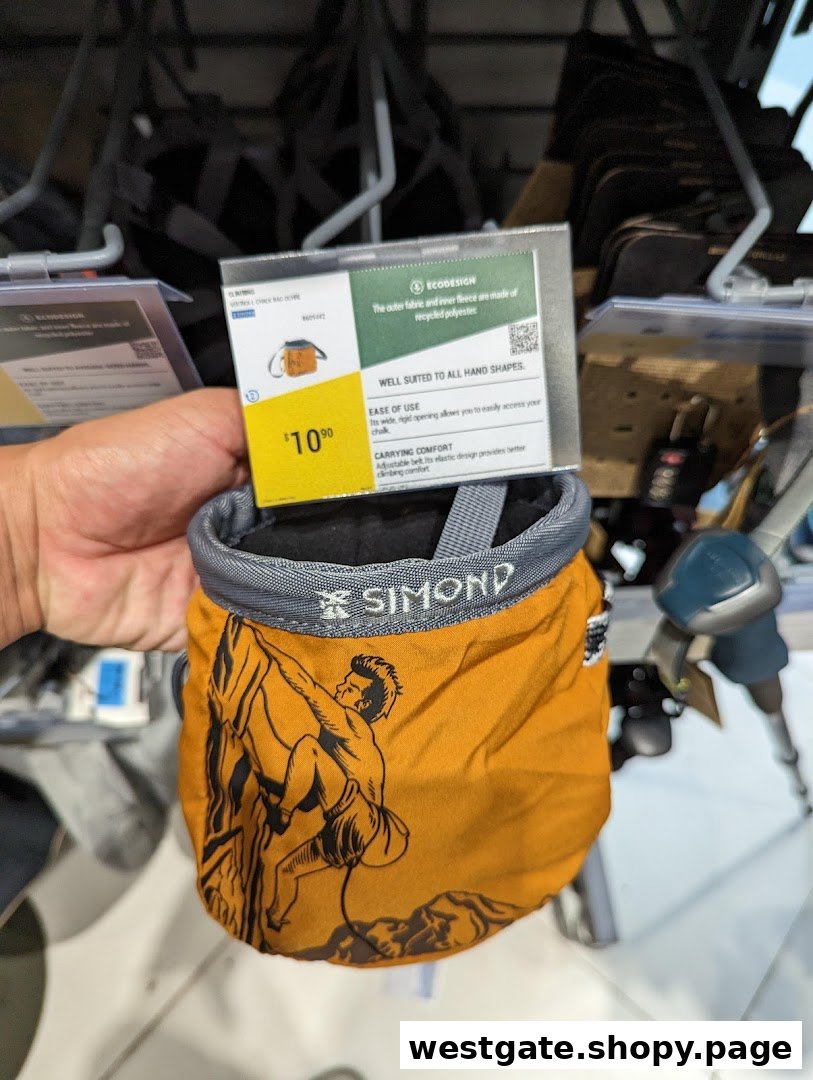 CLIMBING
ECODESIGN
The outer fabric and inner fleece are made of
recycled polyester.
WELL SUITED TO ALL HAND SHAPES.
EASE OF USE
Its wide, rigid opening allows you to easily access your
chalk.
CARRYING COMFORT
Adjustable belt. Its elastic design provides better
climbing comfort.
$10.90
SIMOND
ECODESIGN
westgate.shopy.page